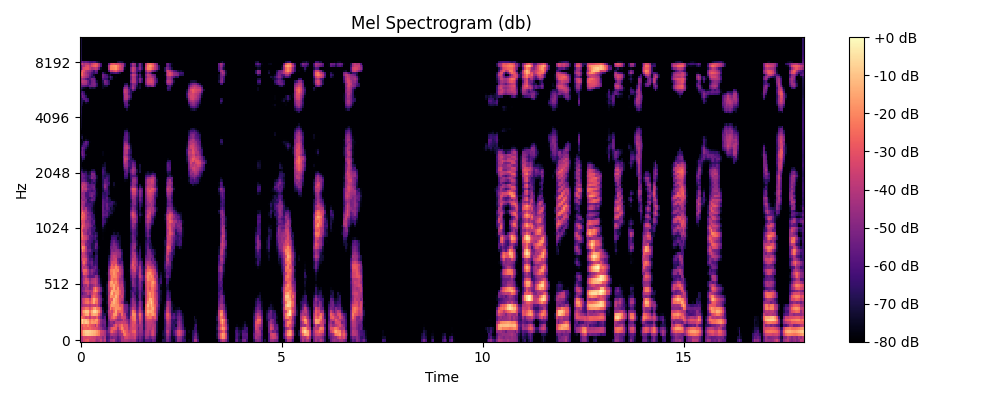 Mel Spectrogram (db)
Hz
8192
4096
2048
1024
512
0
0 5 10 15
Time
+0 dB
-10 dB
-20 dB
-30 dB
-40 dB
-50 dB
-60 dB
-70 dB
-80 dB